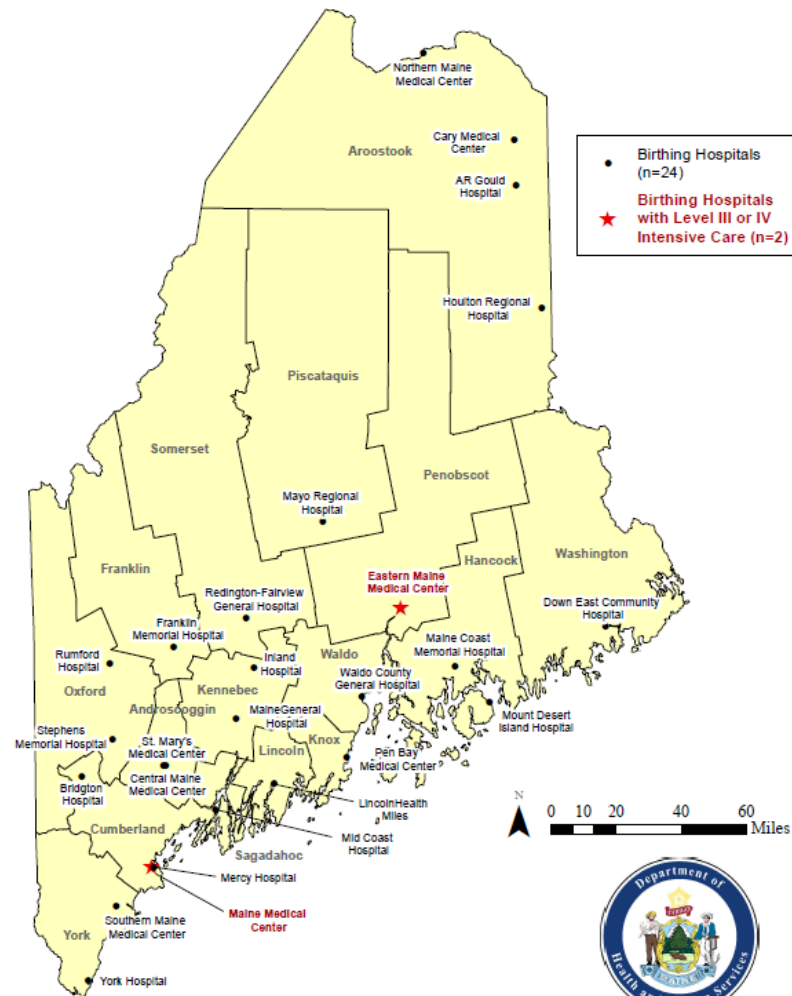 Northern Maine
Medical Center
Cary Medical
Center
Aroostook
AR Gould
Hospital
Birthing Hospitals
(n=24)
Birthing Hospitals
with Level III or IV
Intensive Care (n=2)
Houlton Regional
Hospital
Piscataquis
Somerset
Penobscot
Mayo Regional
Hospital
Hancock
Washington
Franklin
Eastern Maine
Medical Center
Redington-Fairview
General Hospital
Down East Community
Hospital
Franklin
Memorial Hospital
Maine Coast
Memorial Hospital
Waldo
Rumford
Hospital
Inland
Hospital
Waldo County
General Hospital
Oxford
Kennebec
Androscoggin
MaineGeneral
Hospital
Mount Desert
Island Hospital
Stephens
Memorial Hospital
St. Mary's
Medical Center
Knox
Lincoln
Pen Bay
Medical Center
Central Maine
Medical Center
Bridgton
Hospital
LincolnHealth
Miles
N
0 10 20 40 60
Miles
Cumberland
Mid Coast
Hospital
Sagadahoc
Mercy Hospital
Department of
Maine Medical
Center
Southern Maine
Medical Center
York
York Hospital
Health an
Services